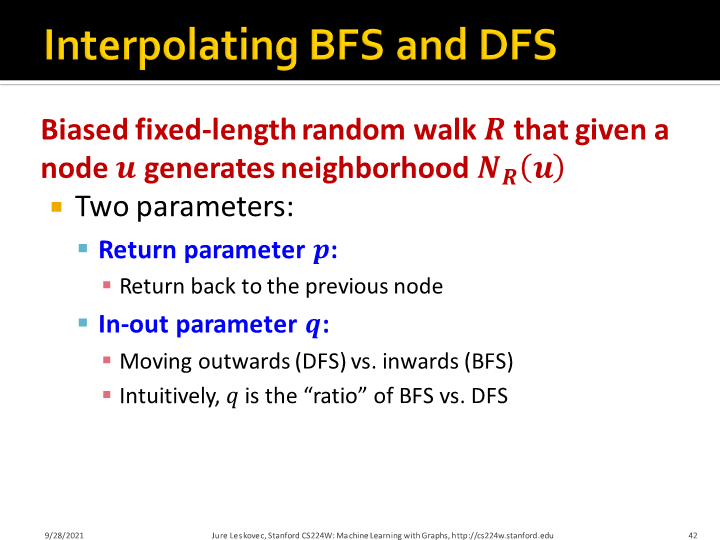 Interpolating BFS and DFS
Biased fixed-length random walk 𝑹 that given a
node 𝒖 generates neighborhood 𝑵𝑹(𝒖)
▪ Two parameters:
▪ Return parameter 𝒑:
▪ Return back to the previous node
▪ In-out parameter 𝒒:
▪ Moving outwards (DFS) vs. inwards (BFS)
▪ Intuitively, 𝑞 is the “ratio” of BFS vs. DFS
9/28/2021 Jure Leskovec, Stanford CS224W: Machine Learning with Graphs, http://cs224w.stanford.edu 42